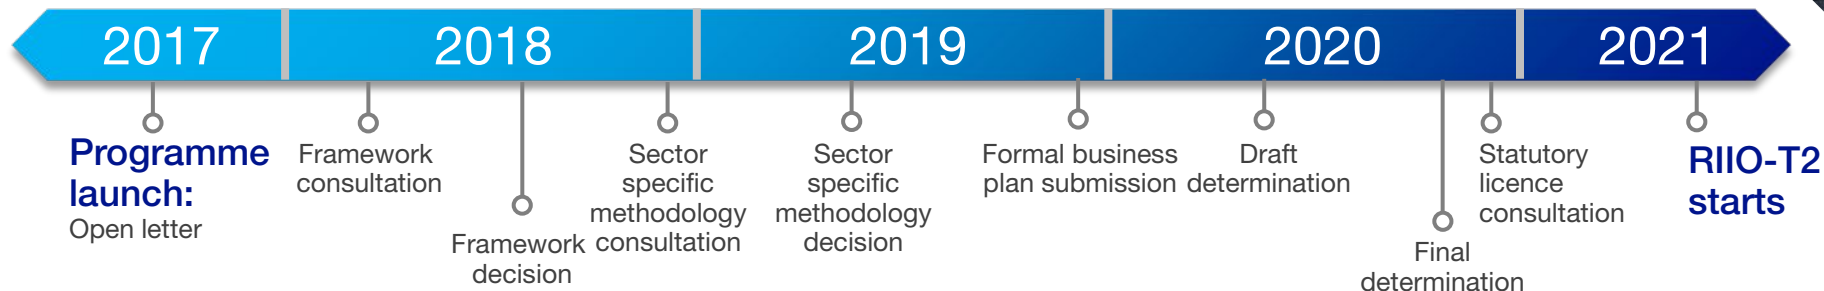 2017
2018
2019
2020
2021
Programme
launch:
Open letter
Framework
consultation
Framework
decision
Sector
specific
methodology
consultation
Sector
specific
methodology
decision
Formal business
plan submission
Draft
determination
Final
determination
Statutory
licence
consultation
RIIO-T2
starts